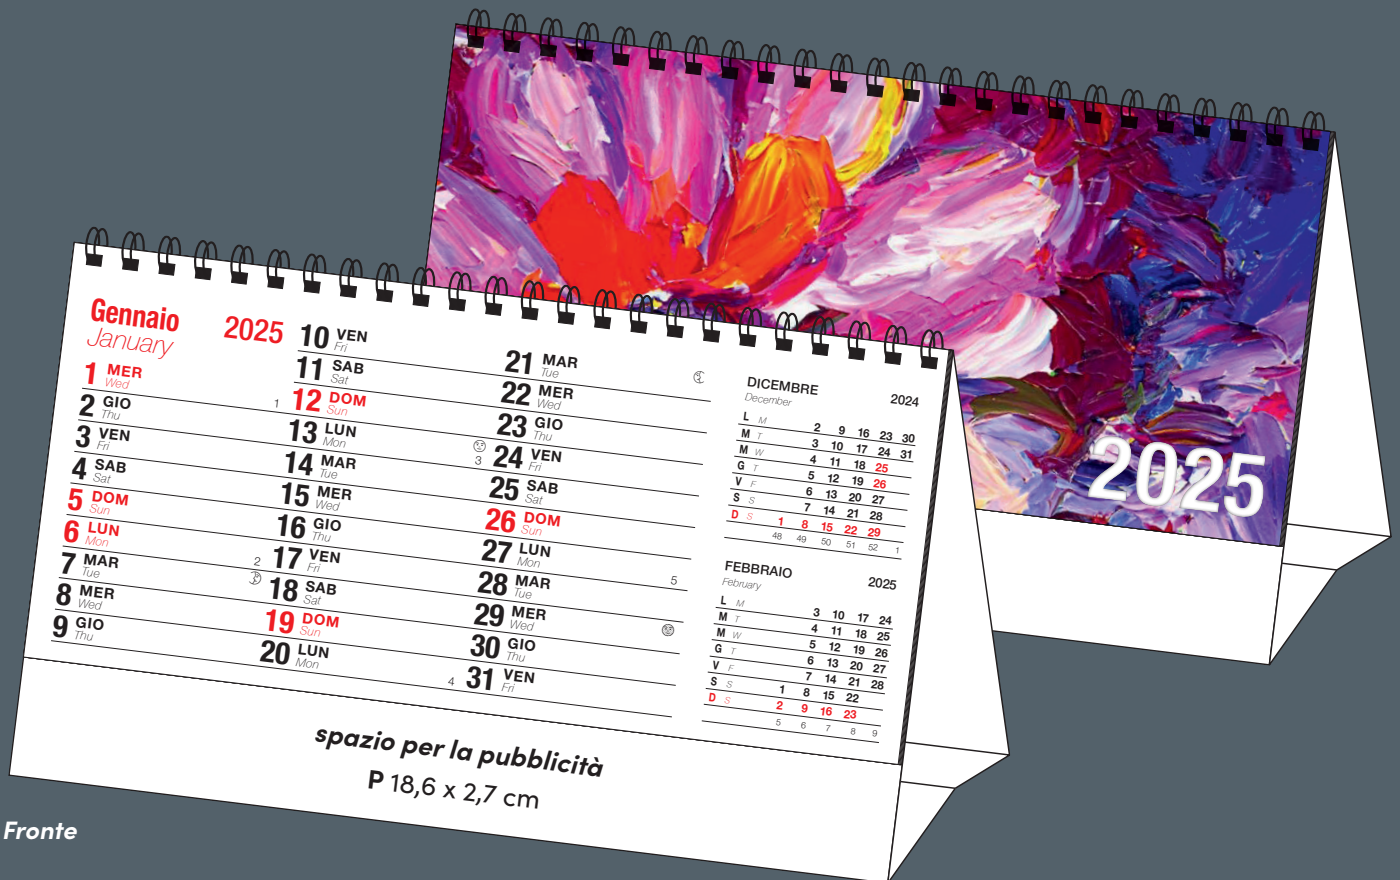 Gennaio 2025
January
1 MER
Wed
2 GIO 1
Thu
3 VEN
Fri
4 SAB
Sat
5 DOM
Sun
6 LUN
Mon
7 MAR 2
Tue
8 MER
Wed
9 GIO
Thu
10 VEN
Fri
11 SAB
Sat
12 DOM
Sun
13 LUN
Mon
14 MAR 3
Tue
15 MER
Wed
16 GIO
Thu
17 VEN
Fri
18 SAB
Sat
19 DOM
Sun
20 LUN 4
Mon
21 MAR
Tue
22 MER
Wed
23 GIO
Thu
24 VEN
Fri
25 SAB
Sat
26 DOM
Sun
27 LUN 5
Mon
28 MAR
Tue
29 MER
Wed
30 GIO
Thu
31 VEN
Fri
DICEMBRE 2024
December
L M 2 9 16 23 30
M T 3 10 17 24 31
M W 4 11 18 25
G T 5 12 19 26
V F 6 13 20 27
S S 7 14 21 28
D S 1 8 15 22 29
48 49 50 51 52 1
FEBBRAIO 2025
February
L M 3 10 17 24
M T 4 11 18 25
M W 5 12 19 26
G T 6 13 20 27
V F 7 14 21 28
S S 1 8 15 22
D S 2 9 16 23
5 6 7 8 9
spazio per la pubblicità
P 18,6 x 2,7 cm
2025
Fronte